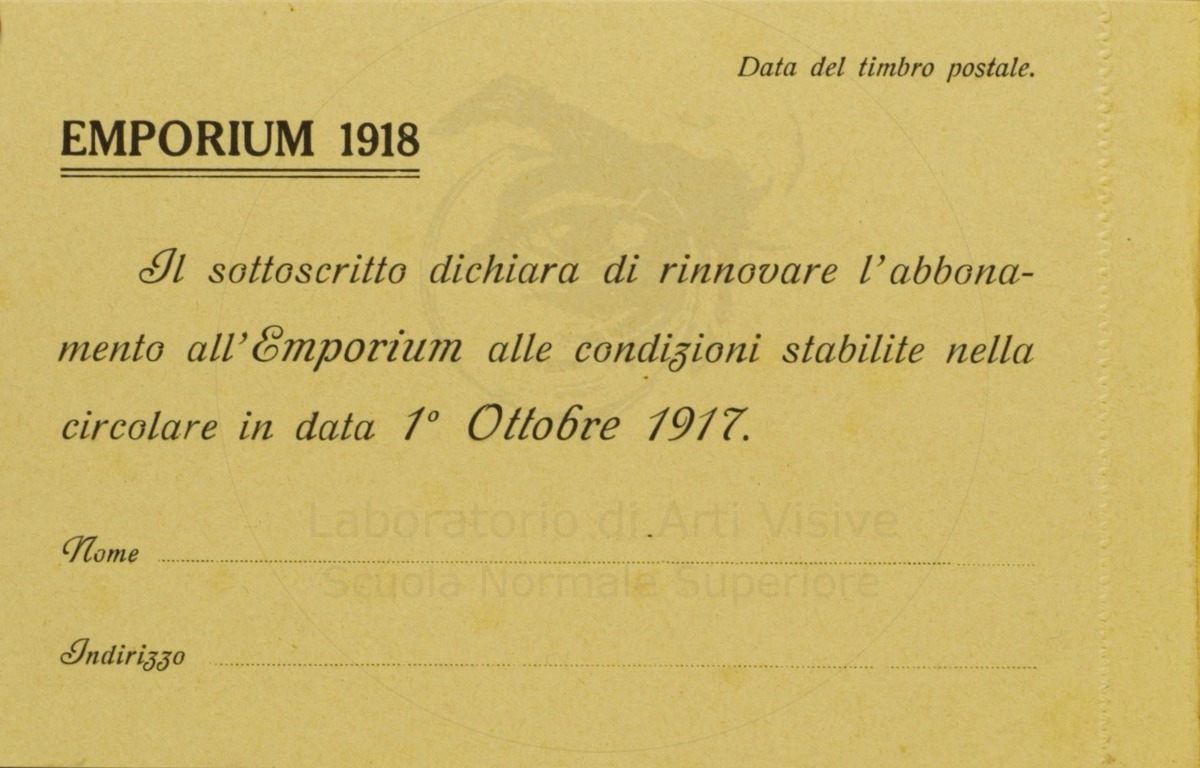 Data del timbro postale.
EMPORIUM 1918
Il sottoscritto dichiara di rinnovare l'abbona-
mento all'Emporium alle condizioni stabilite nella
circolare in data 1º Ottobre 1917.
Laboratorio di Arti Visive
Nome
Scuola Normale Superiore
Indirizzo